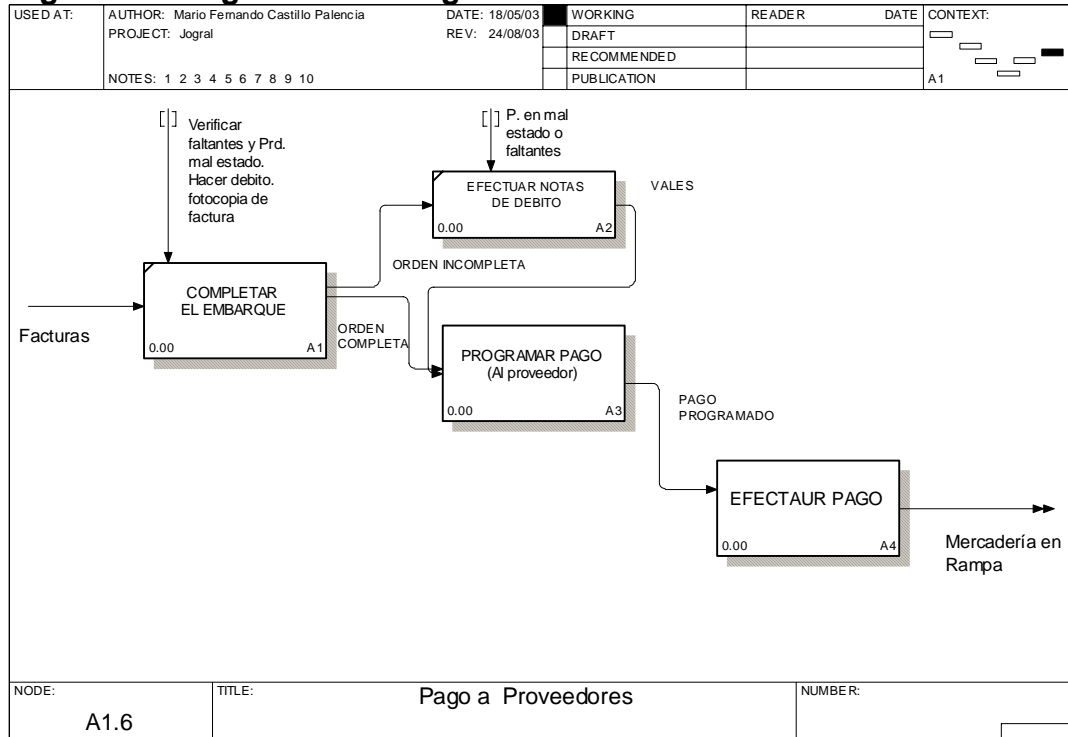 USED AT:
AUTHOR: Mario Fernando Castillo Palencia
DATE: 18/05/03
PROJECT: Jogral
REV: 24/08/03
NOTES: 1 2 3 4 5 6 7 8 9 10
WORKING
DRAFT
RECOMMENDED
PUBLICATION
READER
DATE
CONTEXT:
A1
Verificar
faltantes y Prd.
mal estado.
Hacer debito.
fotocopia de
factura
P. en mal
estado o
faltantes
EFECTUAR NOTAS
DE DEBITO
0.00
A2
VALES
ORDEN INCOMPLETA
COMPLETAR
EL EMBARQUE
0.00
A1
Facturas
ORDEN
COMPLETA
PROGRAMAR PAGO
(Al proveedor)
0.00
A3
PAGO
PROGRAMADO
EFECTAUR PAGO
0.00
A4
Mercadería en
Rampa
NODE:
A1.6
TITLE:
Pago a Proveedores
NUMBER: